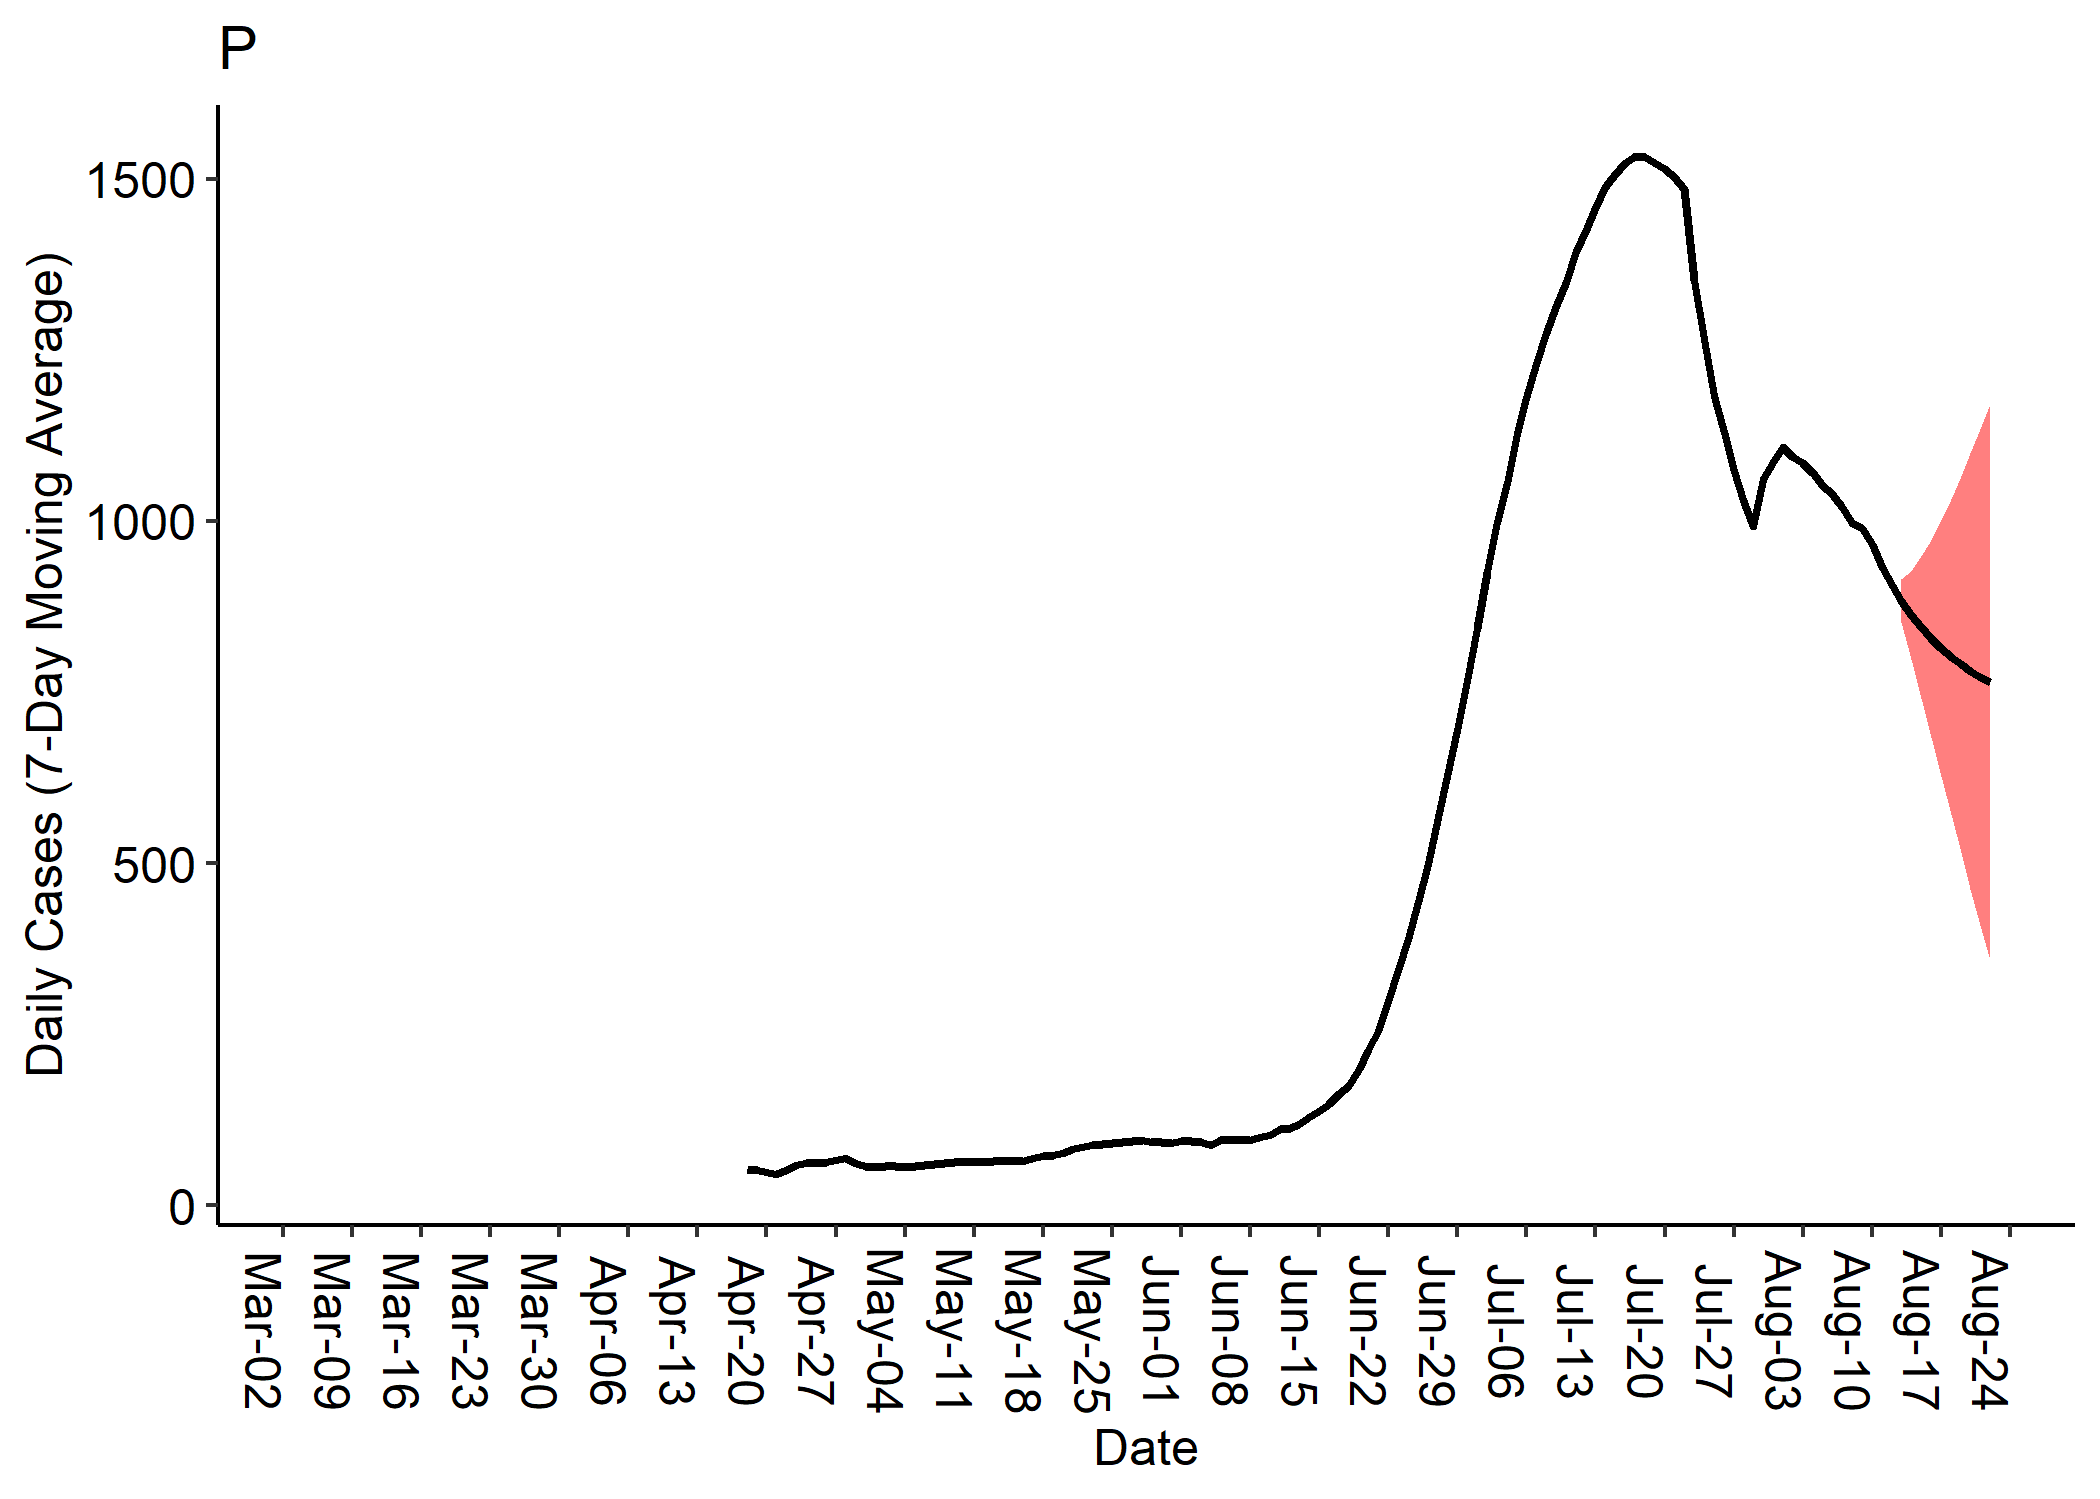 P
Daily Cases (7-Day Moving Average)
1500
1000
500
0
Mar-02
Mar-09
Mar-16
Mar-23
Mar-30
Apr-06
Apr-13
Apr-20
Apr-27
May-04
May-11
May-18
May-25
Jun-01
Jun-08
Jun-15
Jun-22
Jun-29
Jul-06
Jul-13
Jul-20
Jul-27
Aug-03
Aug-10
Aug-17
Aug-24
Date